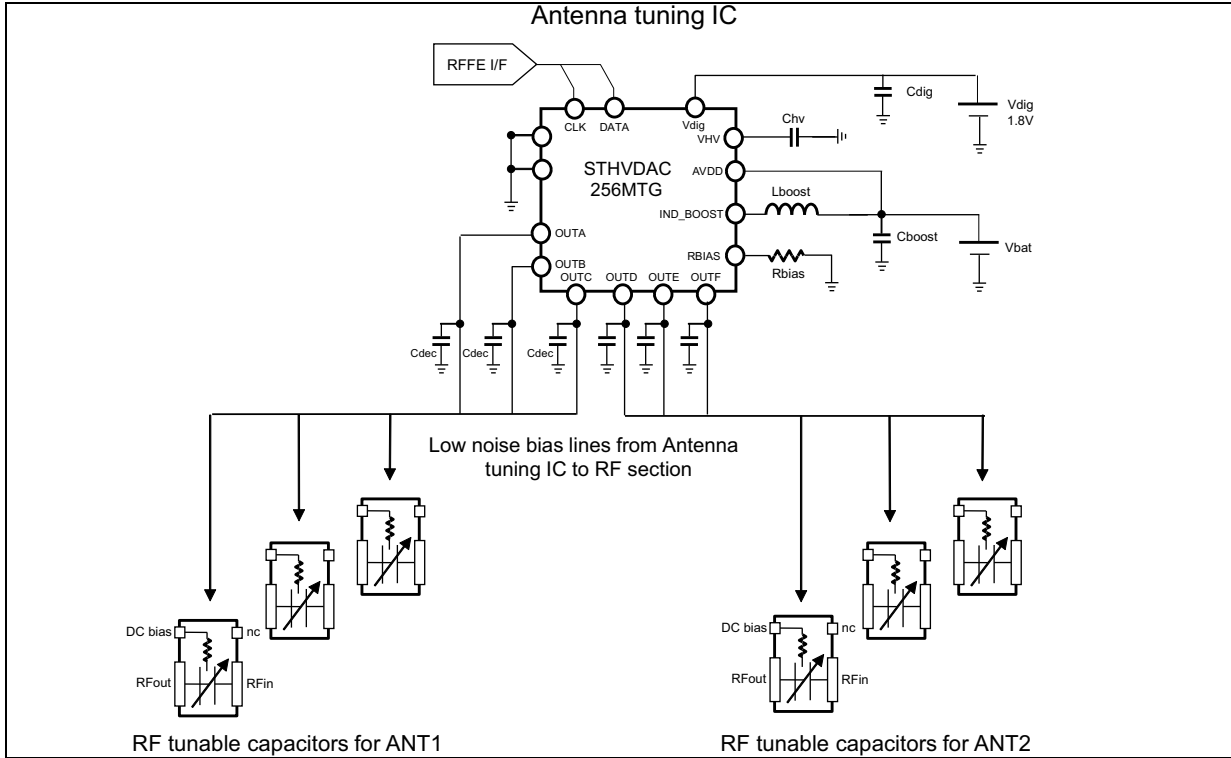 Antenna tuning IC
RFFE I/F
CLK
DATA
Vdig
Cdig
Vdig
1.8V
VHV
Chv
STHVDAC
256MTG
AVDD
Lboost
IND_BOOST
Cboost
Vbat
RBIAS
Rbias
OUTA
OUTB
OUTC
OUTD
OUTE
OUTF
Cdec
Cdec
Cdec
Low noise bias lines from Antenna
tuning IC to RF section
DC bias
nc
RFout
RFin
DC bias
nc
RFout
RFin
RF tunable capacitors for ANT1
RF tunable capacitors for ANT2